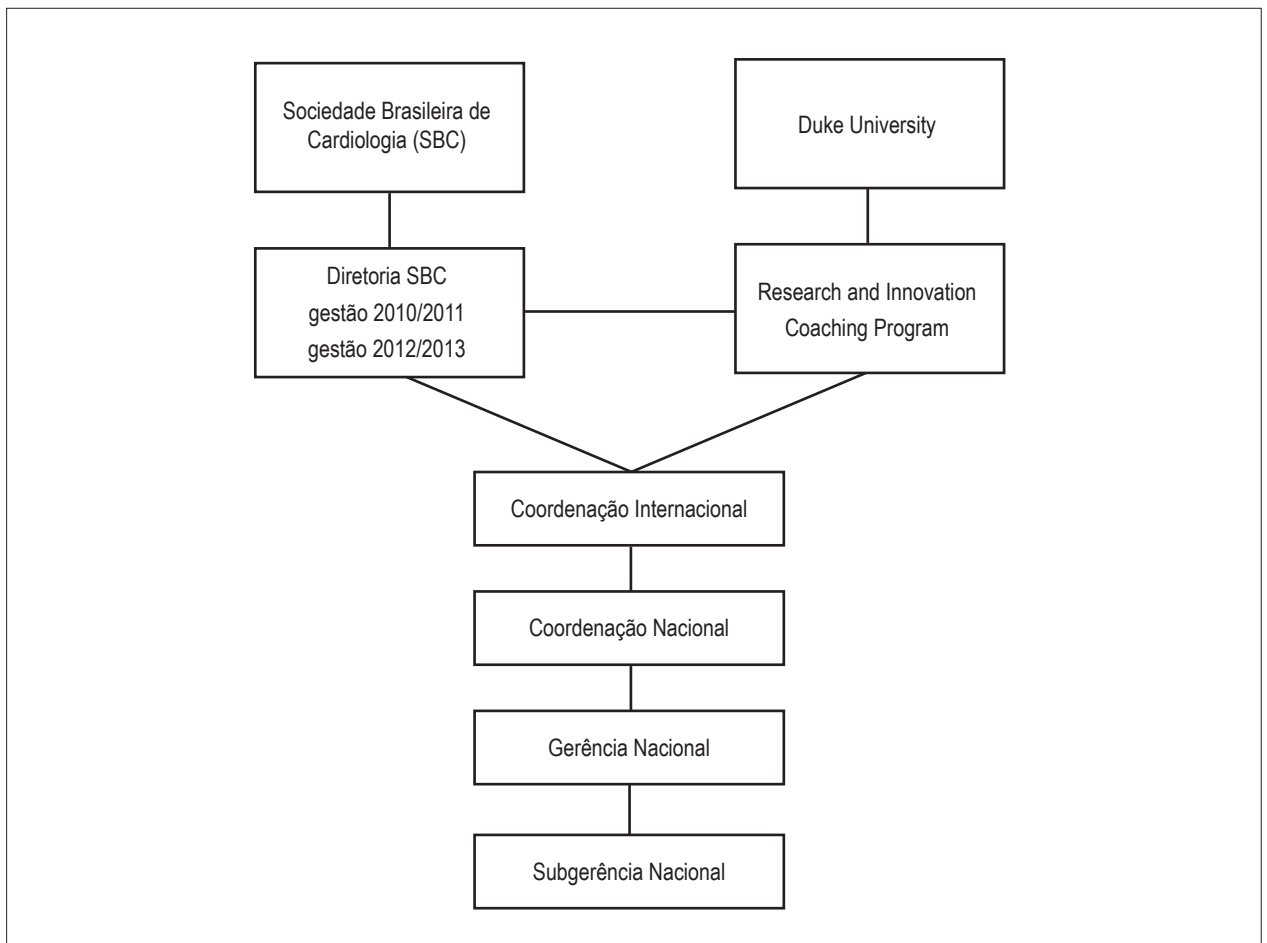 Sociedade Brasileira de
Cardiologia (SBC)
Duke University
Diretoria SBC
gestão 2010/2011
gestão 2012/2013
Research and Innovation
Coaching Program
Coordenação Internacional
Coordenação Nacional
Gerência Nacional
Subgerência Nacional